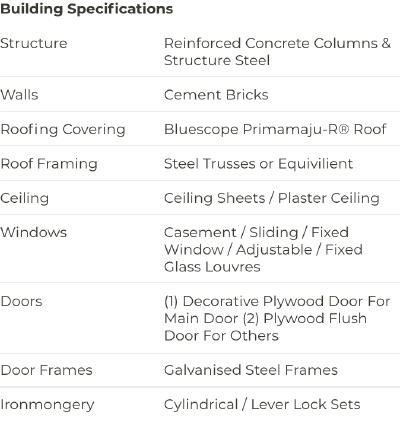 Building Specifications
Structure
Reinforced Concrete Columns &
Structure Steel
Walls
Cement Bricks
Roofing Covering
Bluescope Primamaju-R® Roof
Roof Framing
Steel Trusses or Equivilient
Ceiling
Ceiling Sheets / Plaster Ceiling
Windows
Casement / Sliding / Fixed
Window / Adjustable / Fixed
Glass Louvres
Doors
(1) Decorative Plywood Door For
Main Door (2) Plywood Flush
Door For Others
Door Frames
Galvanised Steel Frames
Ironmongery
Cylindrical / Lever Lock Sets